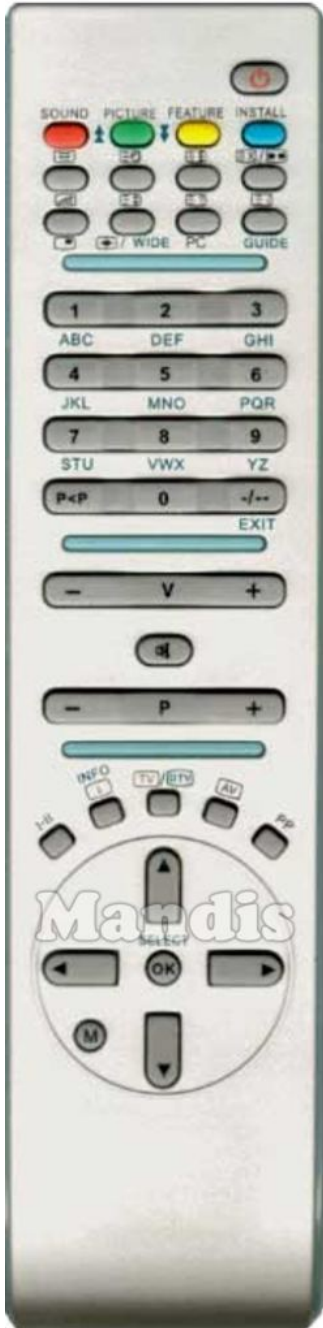 SOUND PICTURE FEATURE INSTALL
/ WIDE PC GUIDE
1 2 3
ABC DEF GHI
4 5 6
JKL MNO PQR
7 8 9
STU VWX YZ
P<P 0 -/--
EXIT
- V +
- P +
INFO
i TV/DTV AV
I-II PP
Mandis
SELECT
OK
M